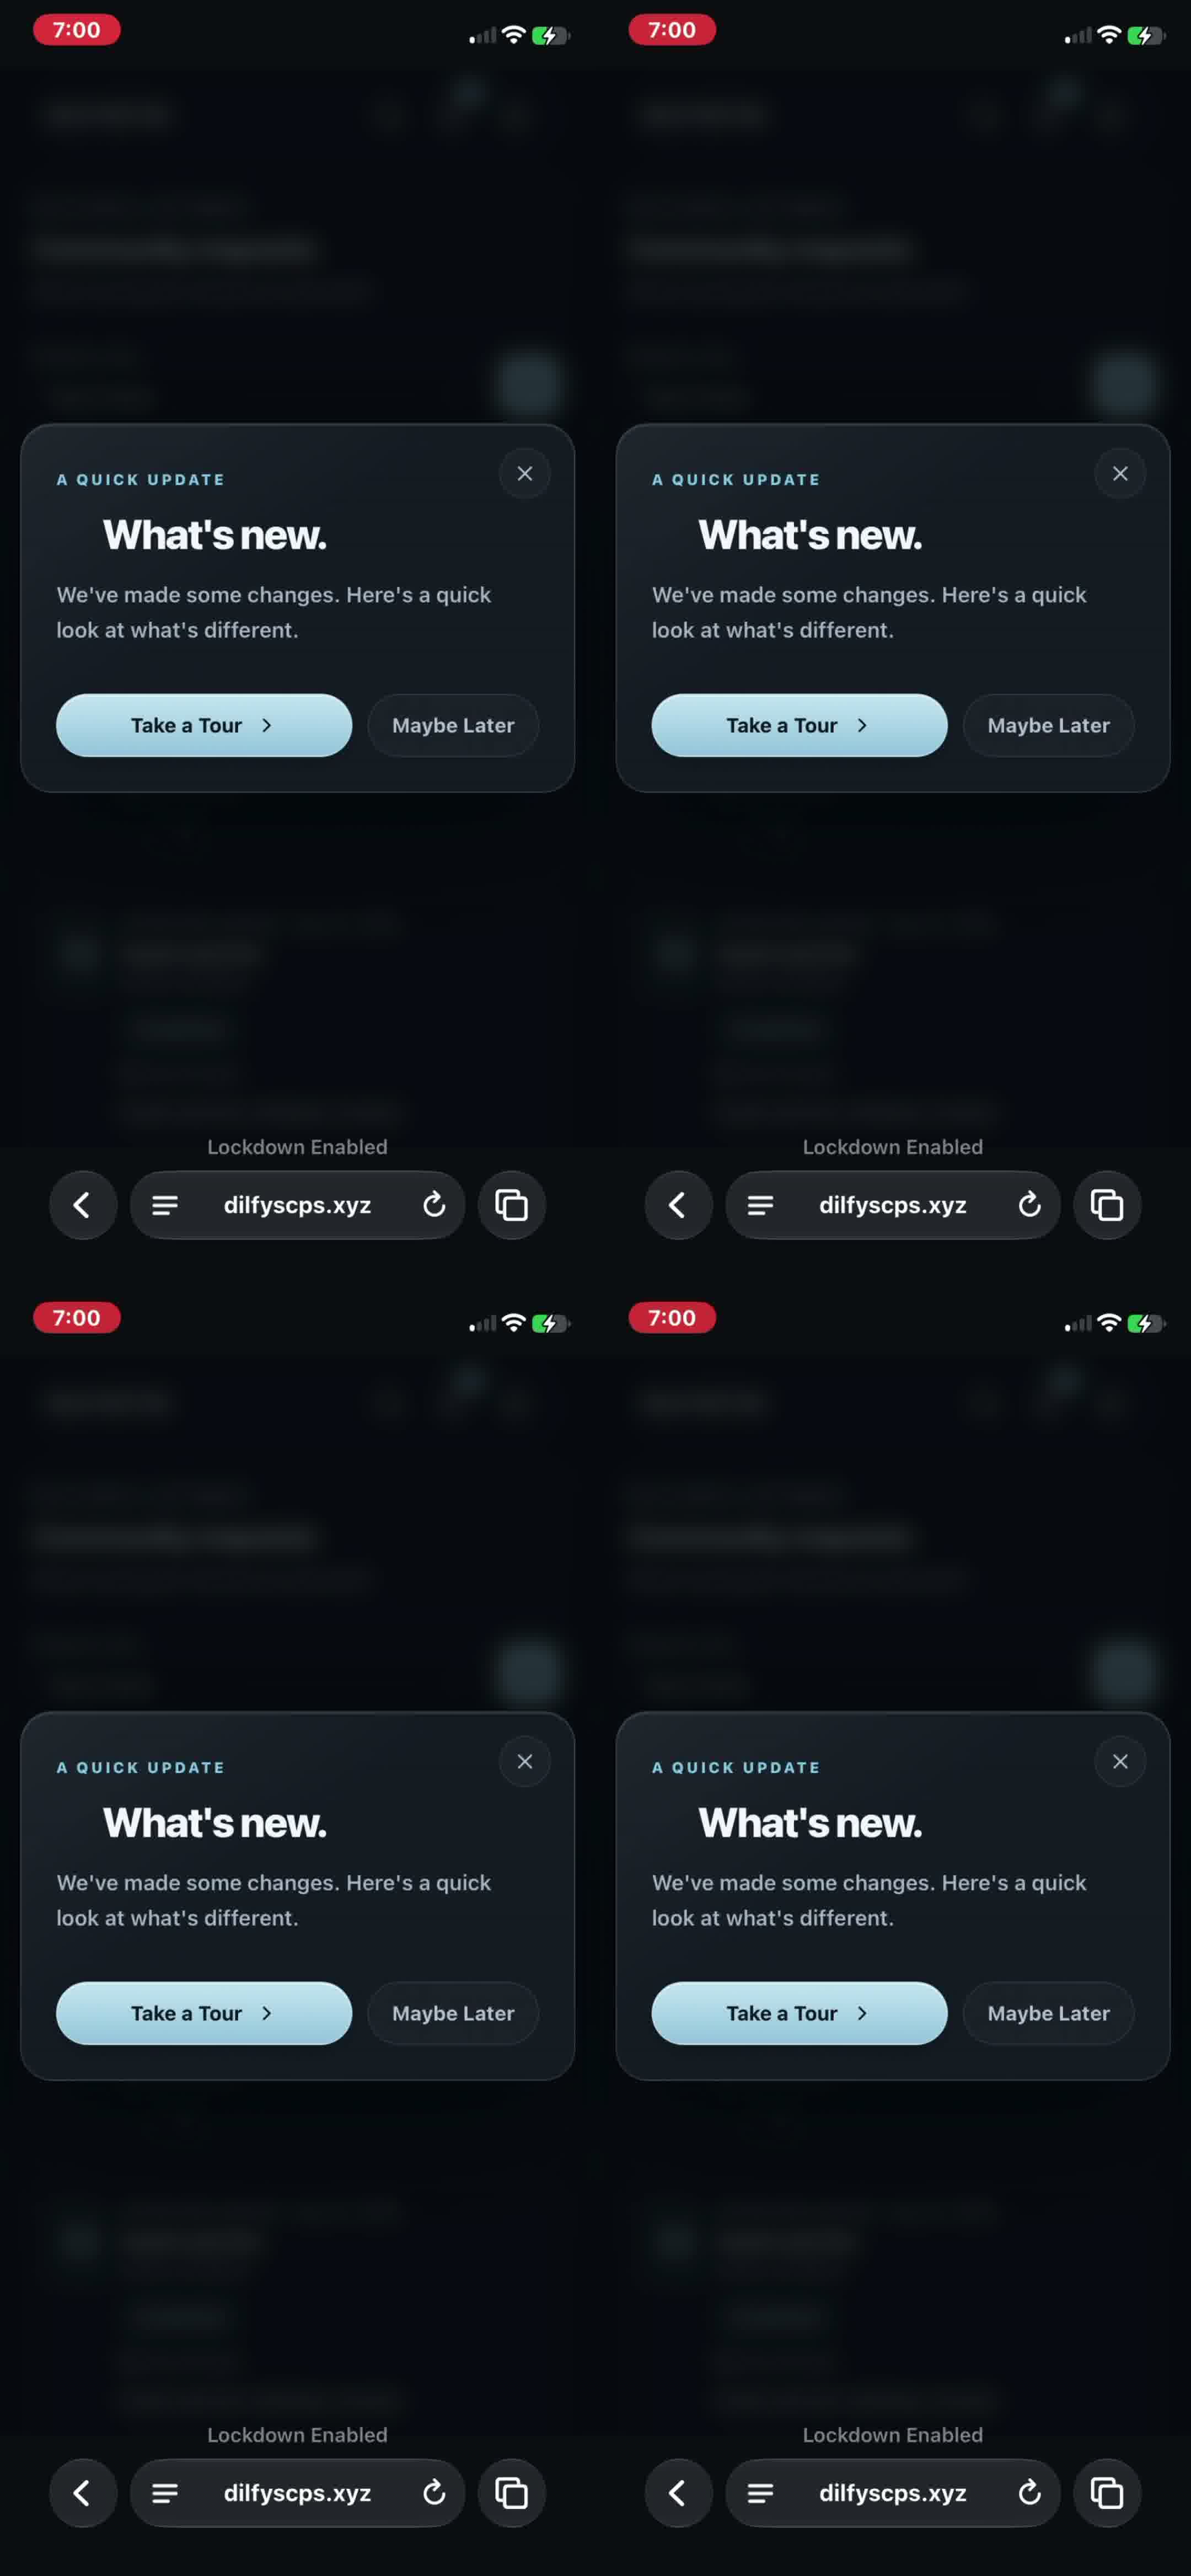 7:00
7:00
A QUICK UPDATE
What's new.
We've made some changes. Here's a quick
look at what's different.
Take a Tour
Maybe Later
Lockdown Enabled
dilfyscps.xyz
A QUICK UPDATE
What's new.
We've made some changes. Here's a quick
look at what's different.
Take a Tour
Maybe Later
Lockdown Enabled
dilfyscps.xyz
7:00
7:00
A QUICK UPDATE
What's new.
We've made some changes. Here's a quick
look at what's different.
Take a Tour
Maybe Later
Lockdown Enabled
dilfyscps.xyz
A QUICK UPDATE
What's new.
We've made some changes. Here's a quick
look at what's different.
Take a Tour
Maybe Later
Lockdown Enabled
dilfyscps.xyz